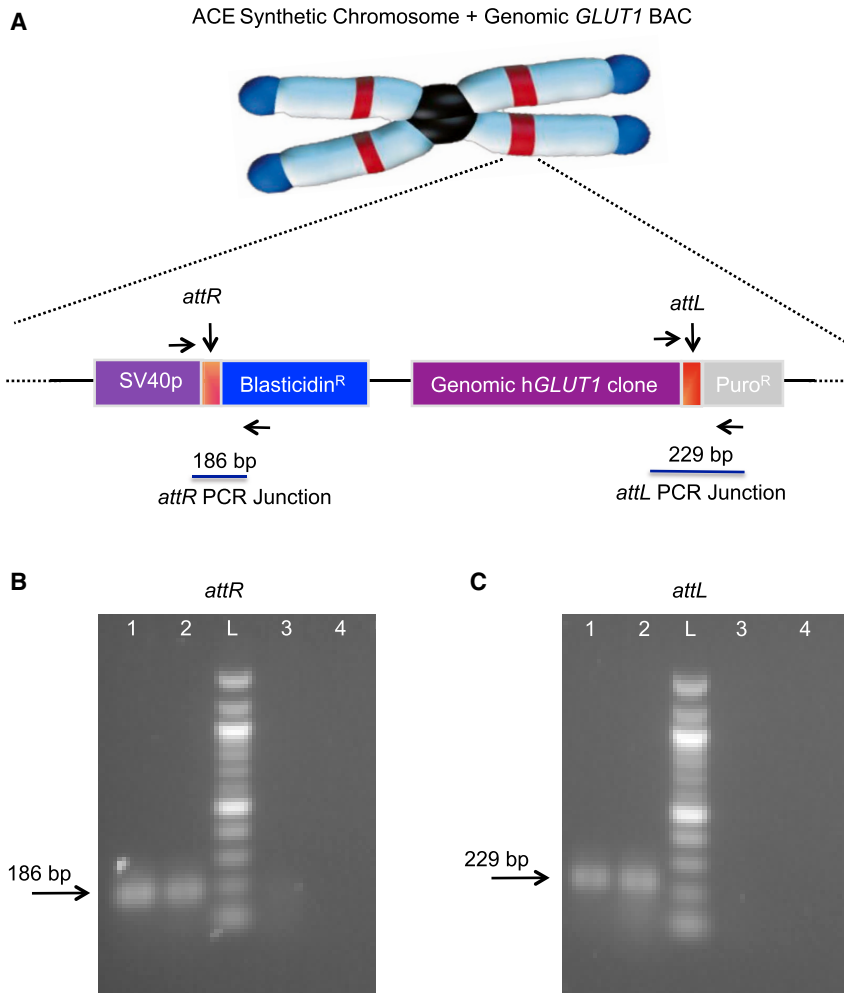 A
ACE Synthetic Chromosome + Genomic GLUT1 BAC
attR
attL
SV40p
Blasticidinᴿ
Genomic hGLUT1 clone
Puroᴿ
186 bp
attR PCR Junction
229 bp
attL PCR Junction
B
attR
1 2 L 3 4
186 bp
C
attL
1 2 L 3 4
229 bp